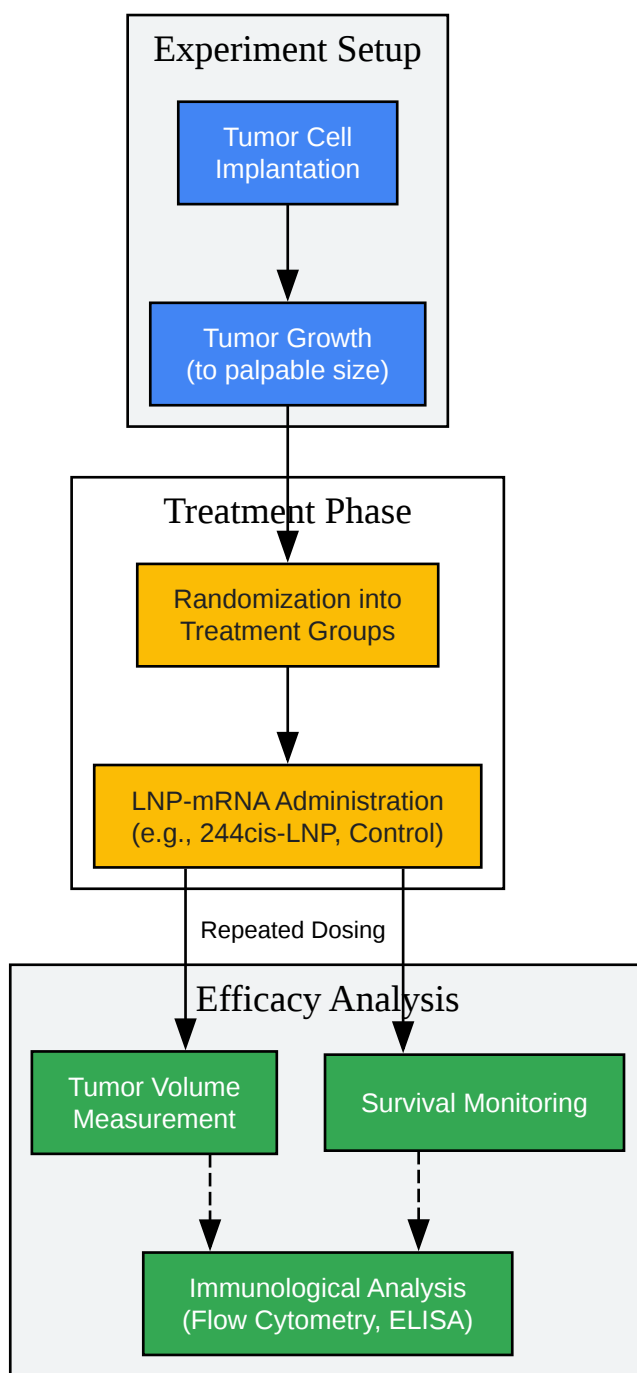 Experiment Setup
Tumor Cell
Implantation
Tumor Growth
(to palpable size)
Treatment Phase
Randomization into
Treatment Groups
LNP-mRNA Administration
(e.g., 244cis-LNP, Control)
Repeated Dosing
Efficacy Analysis
Tumor Volume
Measurement
Survival Monitoring
Immunological Analysis
(Flow Cytometry, ELISA)